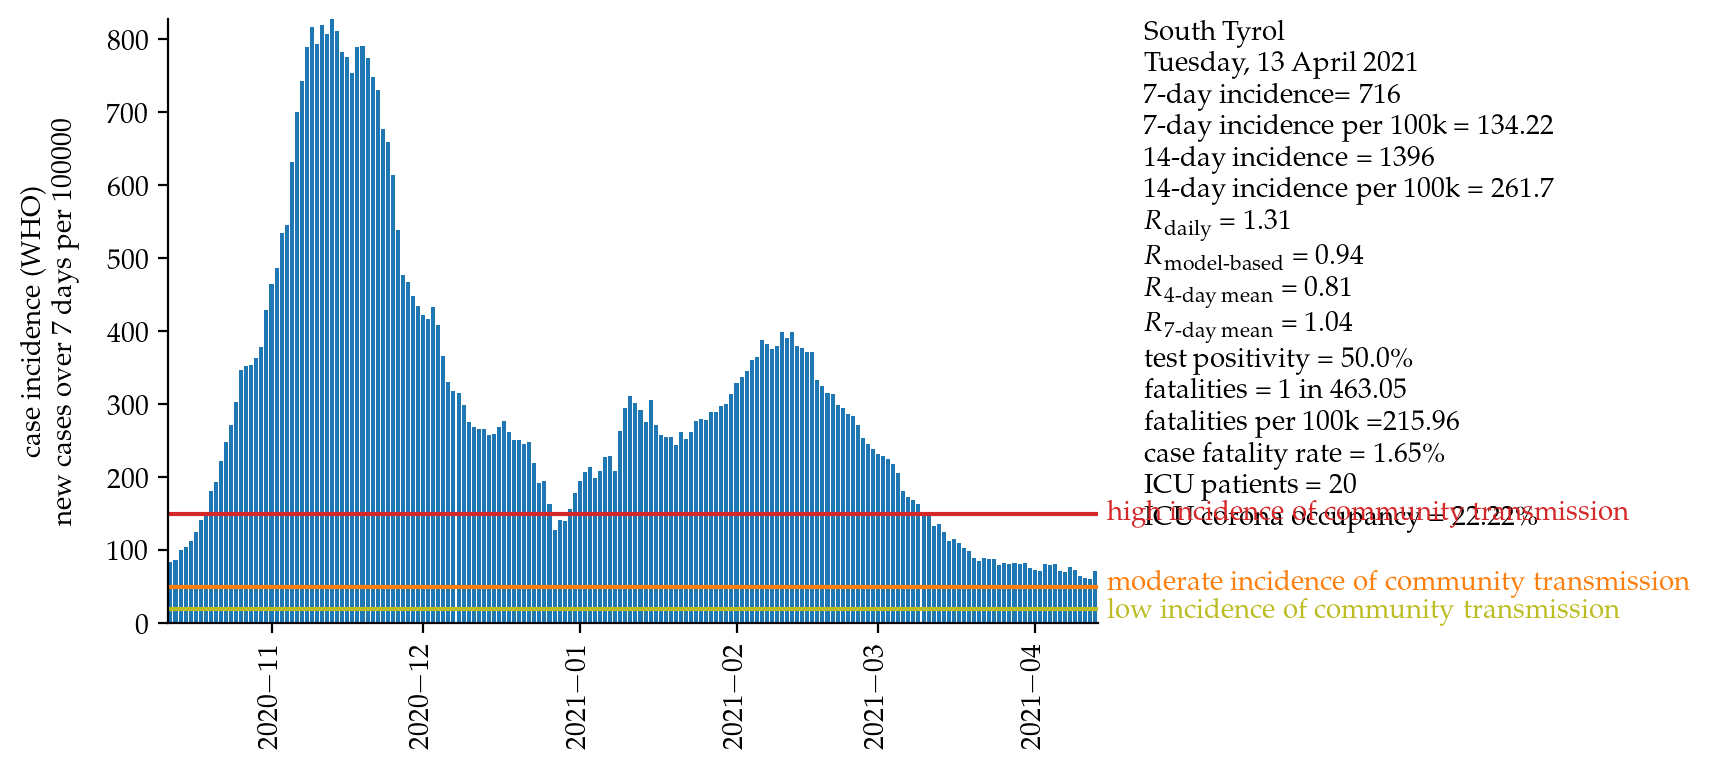 case incidence (WHO)
new cases over 7 days per 100000
800
700
600
500
400
300
200
100
0
2020−11
2020−12
2021−01
2021−02
2021−03
2021−04
South Tyrol
Tuesday, 13 April 2021
7-day incidence= 716
7-day incidence per 100k = 134.22
14-day incidence = 1396
14-day incidence per 100k = 261.7
R daily = 1.31
R model-based = 0.94
R 4-day mean = 0.81
R 7-day mean = 1.04
test positivity = 50.0%
fatalities = 1 in 463.05
fatalities per 100k =215.96
case fatality rate = 1.65%
ICU patients = 20
high incidence of community transmission
ICU corona occupancy = 22.22%
moderate incidence of community transmission
low incidence of community transmission